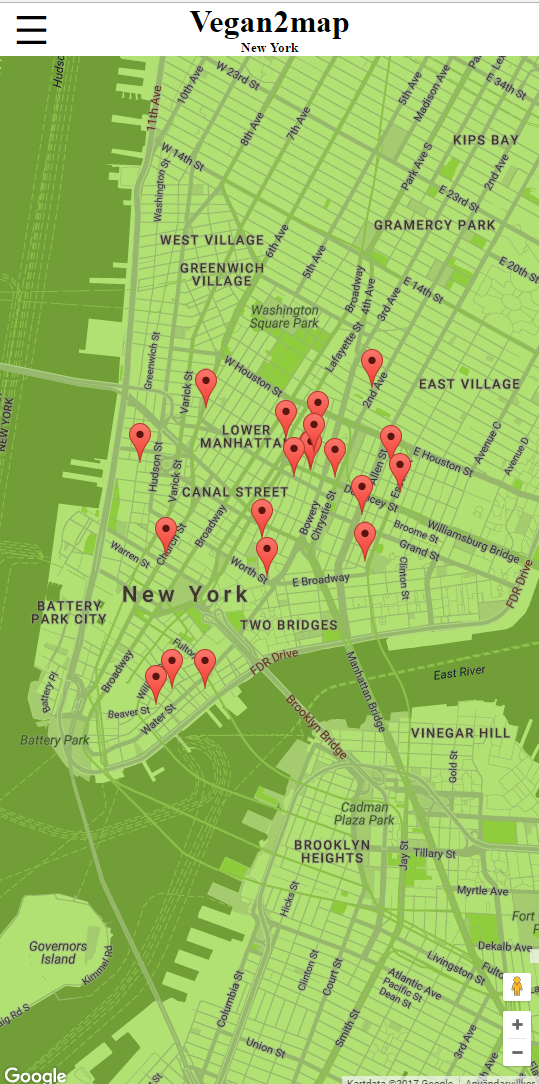 Vegan2map
New York
W 23rd St
10th Ave
11th Ave
8th Ave
7th Ave
5th Ave
Madison Ave
E 34th St
KIPS BAY
W 14th St
Washington St
Park Ave S
E 23rd St
2nd Ave
GRAMERCY PARK
WEST VILLAGE
6th Ave
GREENWICH
VILLAGE
5th Ave
E 20th St
Broadway
4th Ave
3rd Ave
E 14th St
Washington
Square Park
Lafayette St
Greenwich St
Varick St
W Houston St
2nd Ave
EAST VILLAGE
NEW YORK
LOWER
MANHATTA
Avenue C
Avenue D
E Houston St
Hudson St
Varick St
Allen St
CANAL STREET
Bowery
Chrystie St
Broadway
Church St
Williamsburg Bridge
Broome St
Grand St
Warren St
Worth St
E Broadway
Clinton St
FDR Drive
New York
BATTERY
PARK CITY
TWO BRIDGES
FDR Drive
Broadway
Manhattan Bridge
East River
Battery Pl
Beaver St
Water St
Brooklyn Bridge
Battery Park
VINEGAR HILL
Gold St
Cadman
Plaza Park
BROOKLYN
HEIGHTS
Jay St
Tillary St
Hicks St
Myrtle Ave
Governors
Island
Kimmel Rd
Dekalb Ave
Clinton St
Court St
Livingston St
Columbia St
Atlantic Ave
Pacific St
Dean St
Smith St
3rd Ave
Union St
Google
Kartdata ©2017 Google